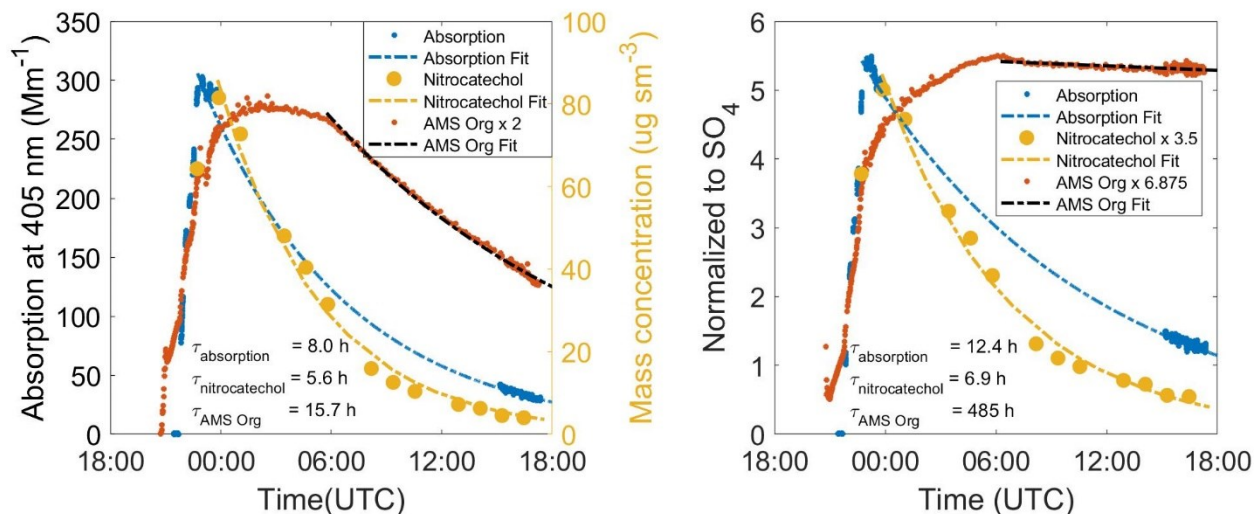 Absorption at 405 nm (Mm⁻¹)
350
300
250
200
150
100
50
0
18:00 00:00 06:00 12:00 18:00
Time(UTC)
100
80
60
40
20
0
Mass concentration (ug sm⁻³)
Absorption
Absorption Fit
Nitrocatechol
Nitrocatechol Fit
AMS Org x 2
AMS Org Fit
τabsorption = 8.0 h
τnitrocatechol = 5.6 h
τAMS Org = 15.7 h
Normalized to SO₄
6
5
4
3
2
1
0
18:00 00:00 06:00 12:00 18:00
Time (UTC)
Absorption
Absorption Fit
Nitrocatechol x 3.5
Nitrocatechol Fit
AMS Org x 6.875
AMS Org Fit
τabsorption = 12.4 h
τnitrocatechol = 6.9 h
τAMS Org = 485 h